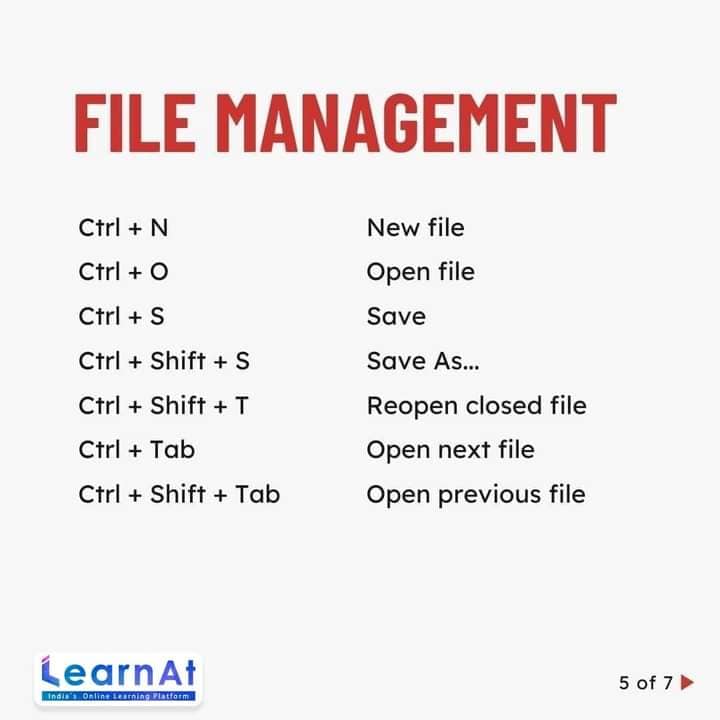 FILE MANAGEMENT
Ctrl + N New file
Ctrl + O Open file
Ctrl + S Save
Ctrl + Shift + S Save As...
Ctrl + Shift + T Reopen closed file
Ctrl + Tab Open next file
Ctrl + Shift + Tab Open previous file
LearnAt
India's Online Learning Platform
5 of 7